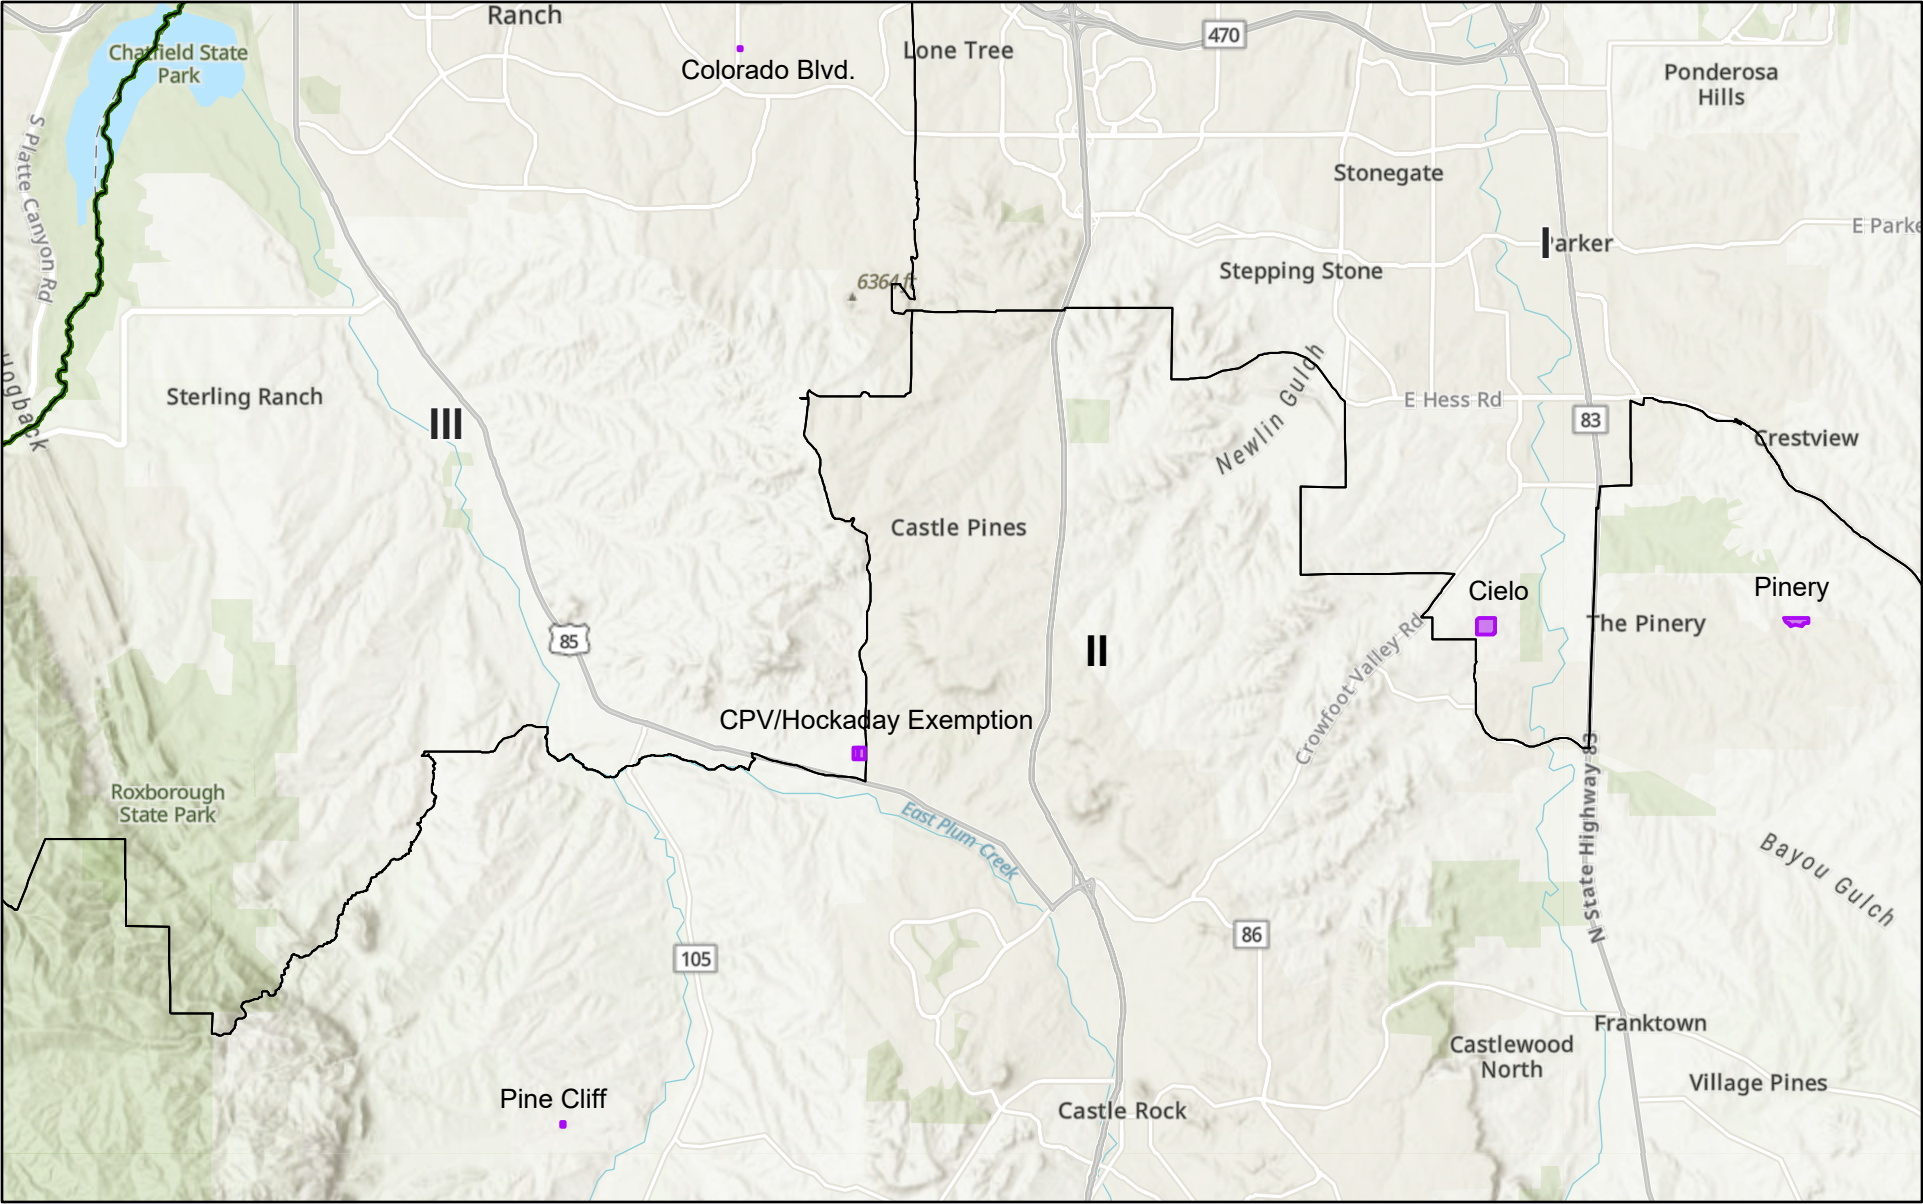 Ranch
Chatfield State
Park
Colorado Blvd.
Lone Tree
470
Ponderosa
Hills
S Platte Canyon Rd
Stonegate
E Parke
I
Parker
Stepping Stone
6364 ft
Hogback
Sterling Ranch
III
Newlin Gulch
E Hess Rd
83
Crestview
Castle Pines
Cielo
Pinery
The Pinery
85
II
Crowfoot Valley Rd
CPV/Hockaday Exemption
Roxborough
State Park
East Plum Creek
N State Highway 83
Bayou Gulch
86
105
Franktown
Castlewood
North
Village Pines
Pine Cliff
Castle Rock